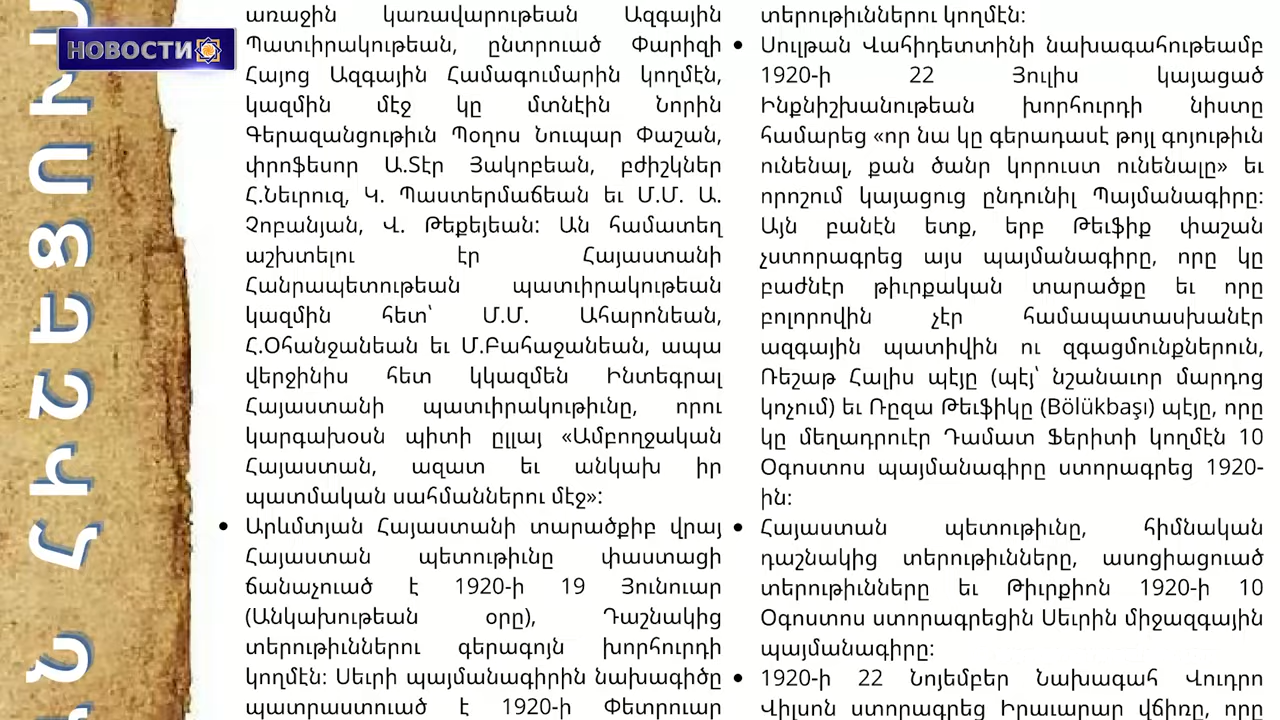 НОВОСТИ
առաջին կառավարութեան Ազգային
Պատւիրակութեան, ընտրուած Փարիզի
Հայոց Ազգային Համագումարին կողմէն,
կազմին մէջ կը մտնէին Նորին
Գերազանցութիւն Պօղոս Նուպար Փաշան,
փրոֆեսոր Ա.Տէր Յակոբեան, բժիշկներ
Հ.Նեւրուզ, Կ. Պաստերմաճեան եւ Մ.Մ. Ա.
Չոբանյան, Վ. Թեքեյեան: Ան համատեղ
աշխտելու էր Հայաստանի
Հանրապետութեան պատւիրակութեան
կազմին հետ՝ Մ.Մ. Ահարոնեան,
Հ.Օհանջանեան եւ Մ.Բահաջանեան, ապա
վերջինիս հետ կկազմեն Ինտեգրալ
Հայաստանի պատւիրակութիւնը, որու
կարգախօսն պիտի ըլլայ «Ամբողջական
Հայաստան, ազատ եւ անկախ իր
պատմական սահմաններու մէջ»:
• Արևմտյան Հայաստանի տարածքիբ վրայ
Հայաստան պետութիւնը փաստացի
ճանաչուած է 1920-ի 19 Յունուար
(Անկախութեան օրը), Դաշնակից
տերութիւններու գերագոյն խորհուրդի
կողմէն: Սեւրի պայմանագիրին նախագիծը
պատրաստուած է 1920-ի Փետրուար
տերութիւններու կողմէն:
• Սուլթան Վահիդետտինի նախագահութեամբ
1920-ի 22 Յուլիս կայացած
Ինքնիշխանութեան խորհուրդի նիստը
համարեց «որ նա կը գերադասէ թոյլ գոյութիւն
ունենալ, քան ծանր կորուստ ունենալը» եւ
որոշում կայացուց ընդունիլ Պայմանագիրը:
Այն բանէն ետք, երբ Թեւֆիք փաշան
չստորագրեց այս պայմանագիրը, որը կը
բաժնէր թիւրքական տարածքը եւ որը
բոլորովին չէր համապատասխանէր
ազգային պատիվին ու զգացմունքներուն,
Ռեշաթ Հալիս պէյը (պէյ՝ նշանաւոր մարդոց
կոչում) եւ Ռըզա Թեւֆիկը (Bölükbaşı) պէյը, որը
կը մեղադրուէր Դամատ Ֆերիտի կողմէն 10
Օգոստոս պայմանագիրը ստորագրեց 1920-
ին:
• Հայաստան պետութիւնը, հիմնական
դաշնակից տերութիւնները, ասոցիացուած
տերութիւնները եւ Թիւրքիոն 1920-ի 10
Օգոստոս ստորագրեցին Սեւրին միջազգային
պայմանագիրը:
• 1920-ի 22 Նոյեմբեր Նախագահ Վուդրո
Վիլսոն ստորագրեց Իրաւարար վճիռը, որը